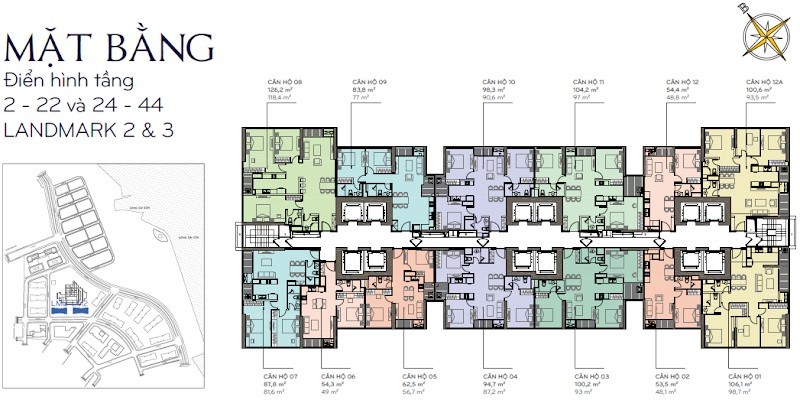 MẶT BẰNG
Điển hình tầng
2 - 22 và 24 - 44
LANDMARK 2 & 3
B
CĂN HỘ 08
126,2 m²
118,4 m²
CĂN HỘ 09
83,8 m²
77 m²
CĂN HỘ 10
98,3 m²
90,6 m²
CĂN HỘ 11
104,2 m²
97 m²
CĂN HỘ 12
54,4 m²
48,8 m²
CĂN HỘ 12A
100,6 m²
93,5 m²
CĂN HỘ 07
87,8 m²
81,6 m²
CĂN HỘ 06
54,3 m²
49 m²
CĂN HỘ 05
62,5 m²
56,7 m²
CĂN HỘ 04
94,7 m²
87,2 m²
CĂN HỘ 03
100,2 m²
93 m²
CĂN HỘ 02
53,5 m²
48,1 m²
CĂN HỘ 01
106,1 m²
98,7 m²